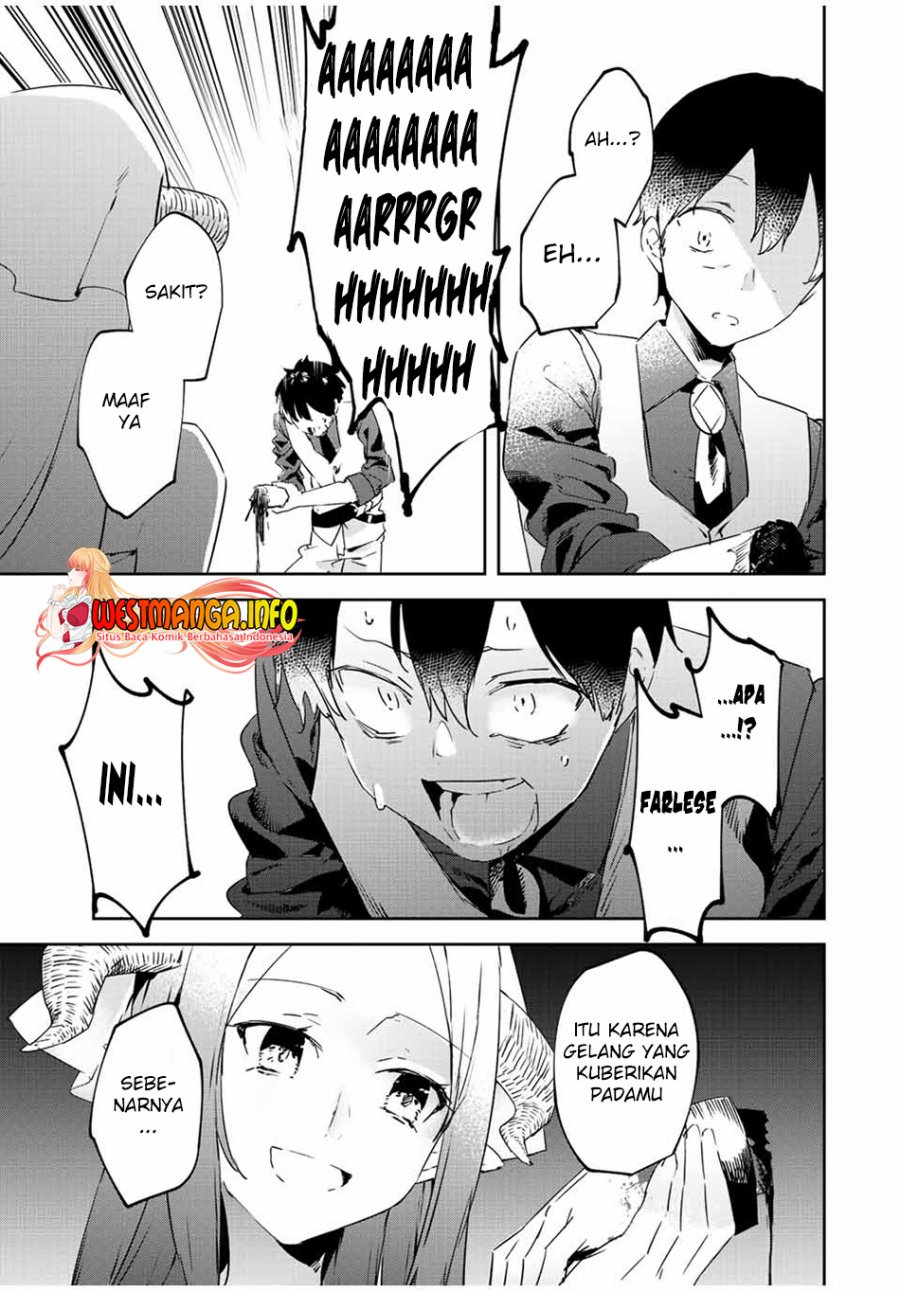 AH...?
EH...
AAAAAAAA
AAAAAAAA
AARRRGR
HHHHHHH
HHHHH
SAKIT?
MAAF
YA
...APA
...!?
FARLESE
...
INI...
WESTMANGA.INFO
Situs Baca Komik Berbahasa Indonesia
ITU KARENA
GELANG YANG
KUBERIKAN
PADAMU
SEBE-
NARNYA
...